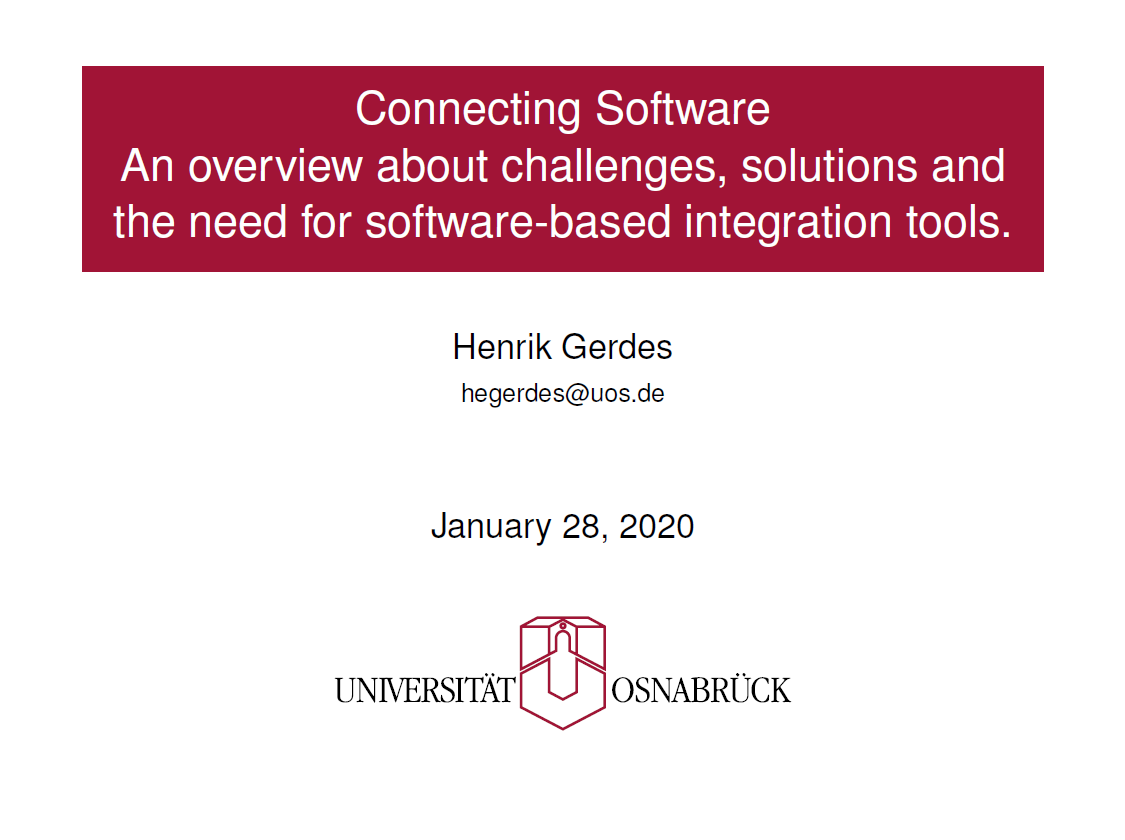 Connecting Software
An overview about challenges, solutions and
the need for software-based integration tools.
Henrik Gerdes
hegerdes@uos.de
January 28, 2020
UNIVERSITÄT OSNABRÜCK